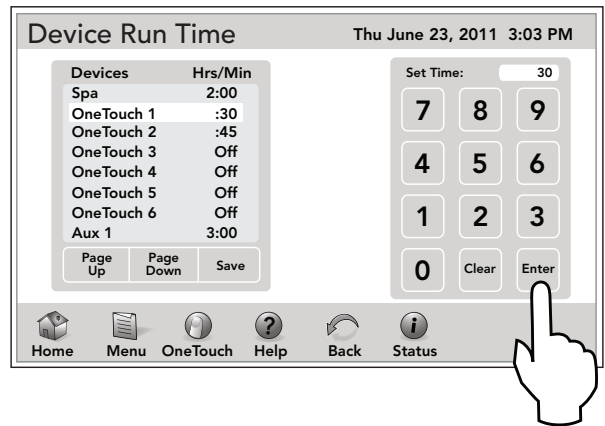 Device Run Time Thu June 23, 2011 3:03 PM
Devices Hrs/Min
Spa 2:00
OneTouch 1 :30
OneTouch 2 :45
OneTouch 3 Off
OneTouch 4 Off
OneTouch 5 Off
OneTouch 6 Off
Aux 1 3:00
Page Up Page Down Save
Set Time: 30
7 8 9
4 5 6
1 2 3
0 Clear Enter
Home Menu OneTouch ? Help Back i Status